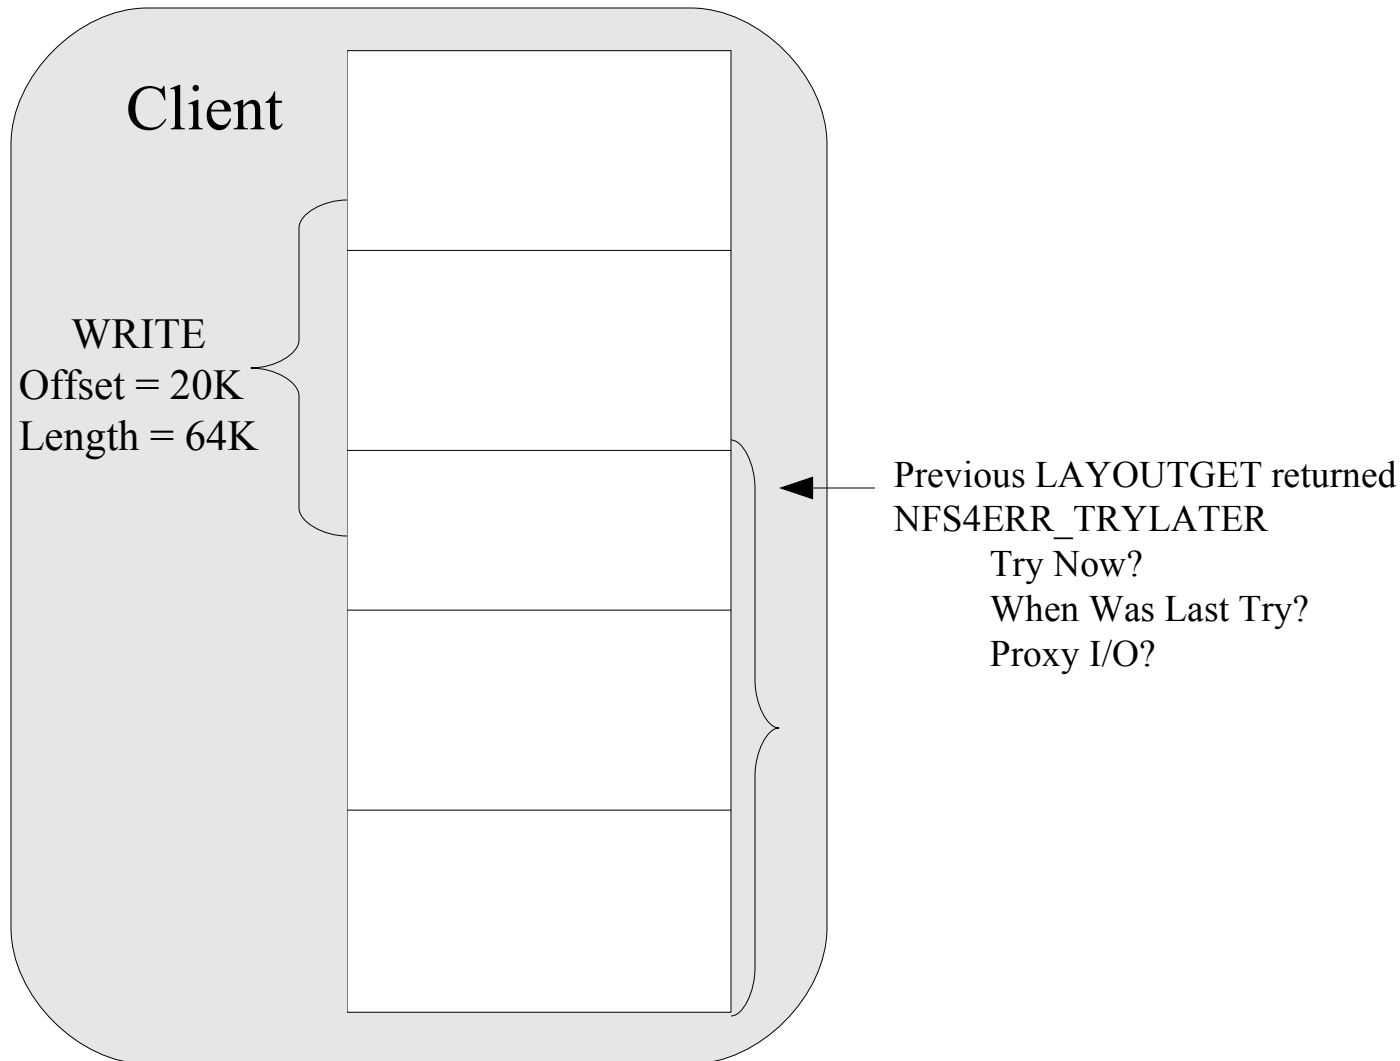 Client
WRITE
Offset = 20K
Length = 64K
Previous LAYOUTGET returned
NFS4ERR_TRYLATER
Try Now?
When Was Last Try?
Proxy I/O?